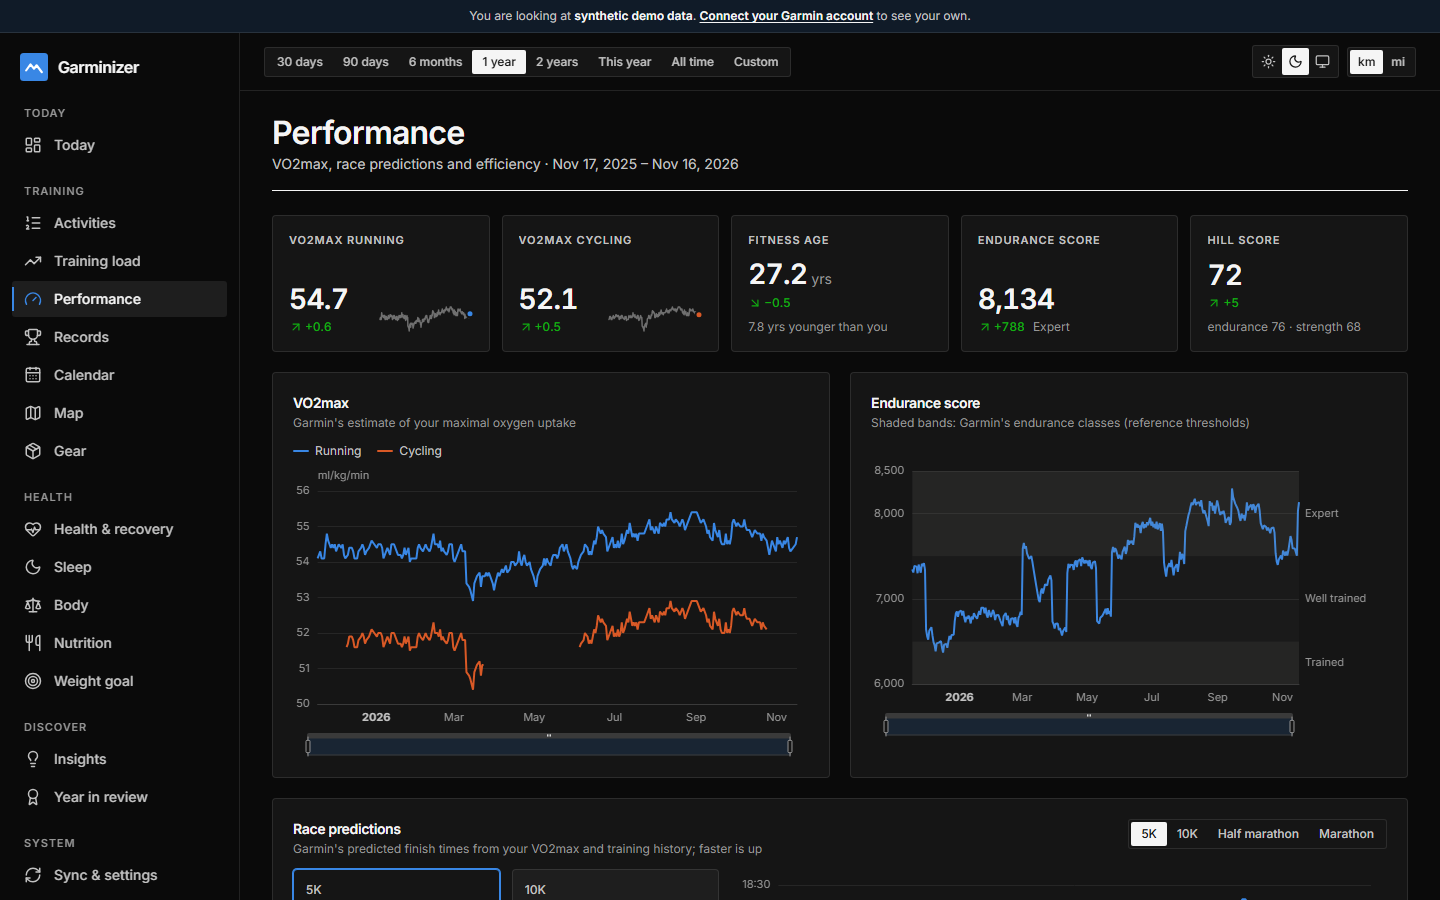 You are looking at synthetic demo data. Connect your Garmin account to see your own.
Garminizer
30 days 90 days 6 months 1 year 2 years This year All time Custom
km mi
TODAY
Today
TRAINING
Activities
Training load
Performance
Records
Calendar
Map
Gear
HEALTH
Health & recovery
Sleep
Body
Nutrition
Weight goal
DISCOVER
Insights
Year in review
SYSTEM
Sync & settings
Performance
VO2max, race predictions and efficiency · Nov 17, 2025 – Nov 16, 2026
VO2MAX RUNNING
54.7
+0.6
VO2MAX CYCLING
52.1
+0.5
FITNESS AGE
27.2 yrs
−0.5
7.8 yrs younger than you
ENDURANCE SCORE
8,134
+788 Expert
HILL SCORE
72
+5
endurance 76 · strength 68
VO2max
Garmin's estimate of your maximal oxygen uptake
Running Cycling
ml/kg/min
56
55
54
53
52
51
50
2026 Mar May Jul Sep Nov
Endurance score
Shaded bands: Garmin's endurance classes (reference thresholds)
8,500
8,000
7,000
6,000
Expert
Well trained
Trained
2026 Mar May Jul Sep Nov
Race predictions
Garmin's predicted finish times from your VO2max and training history; faster is up
5K 10K Half marathon Marathon
5K
10K
18:30